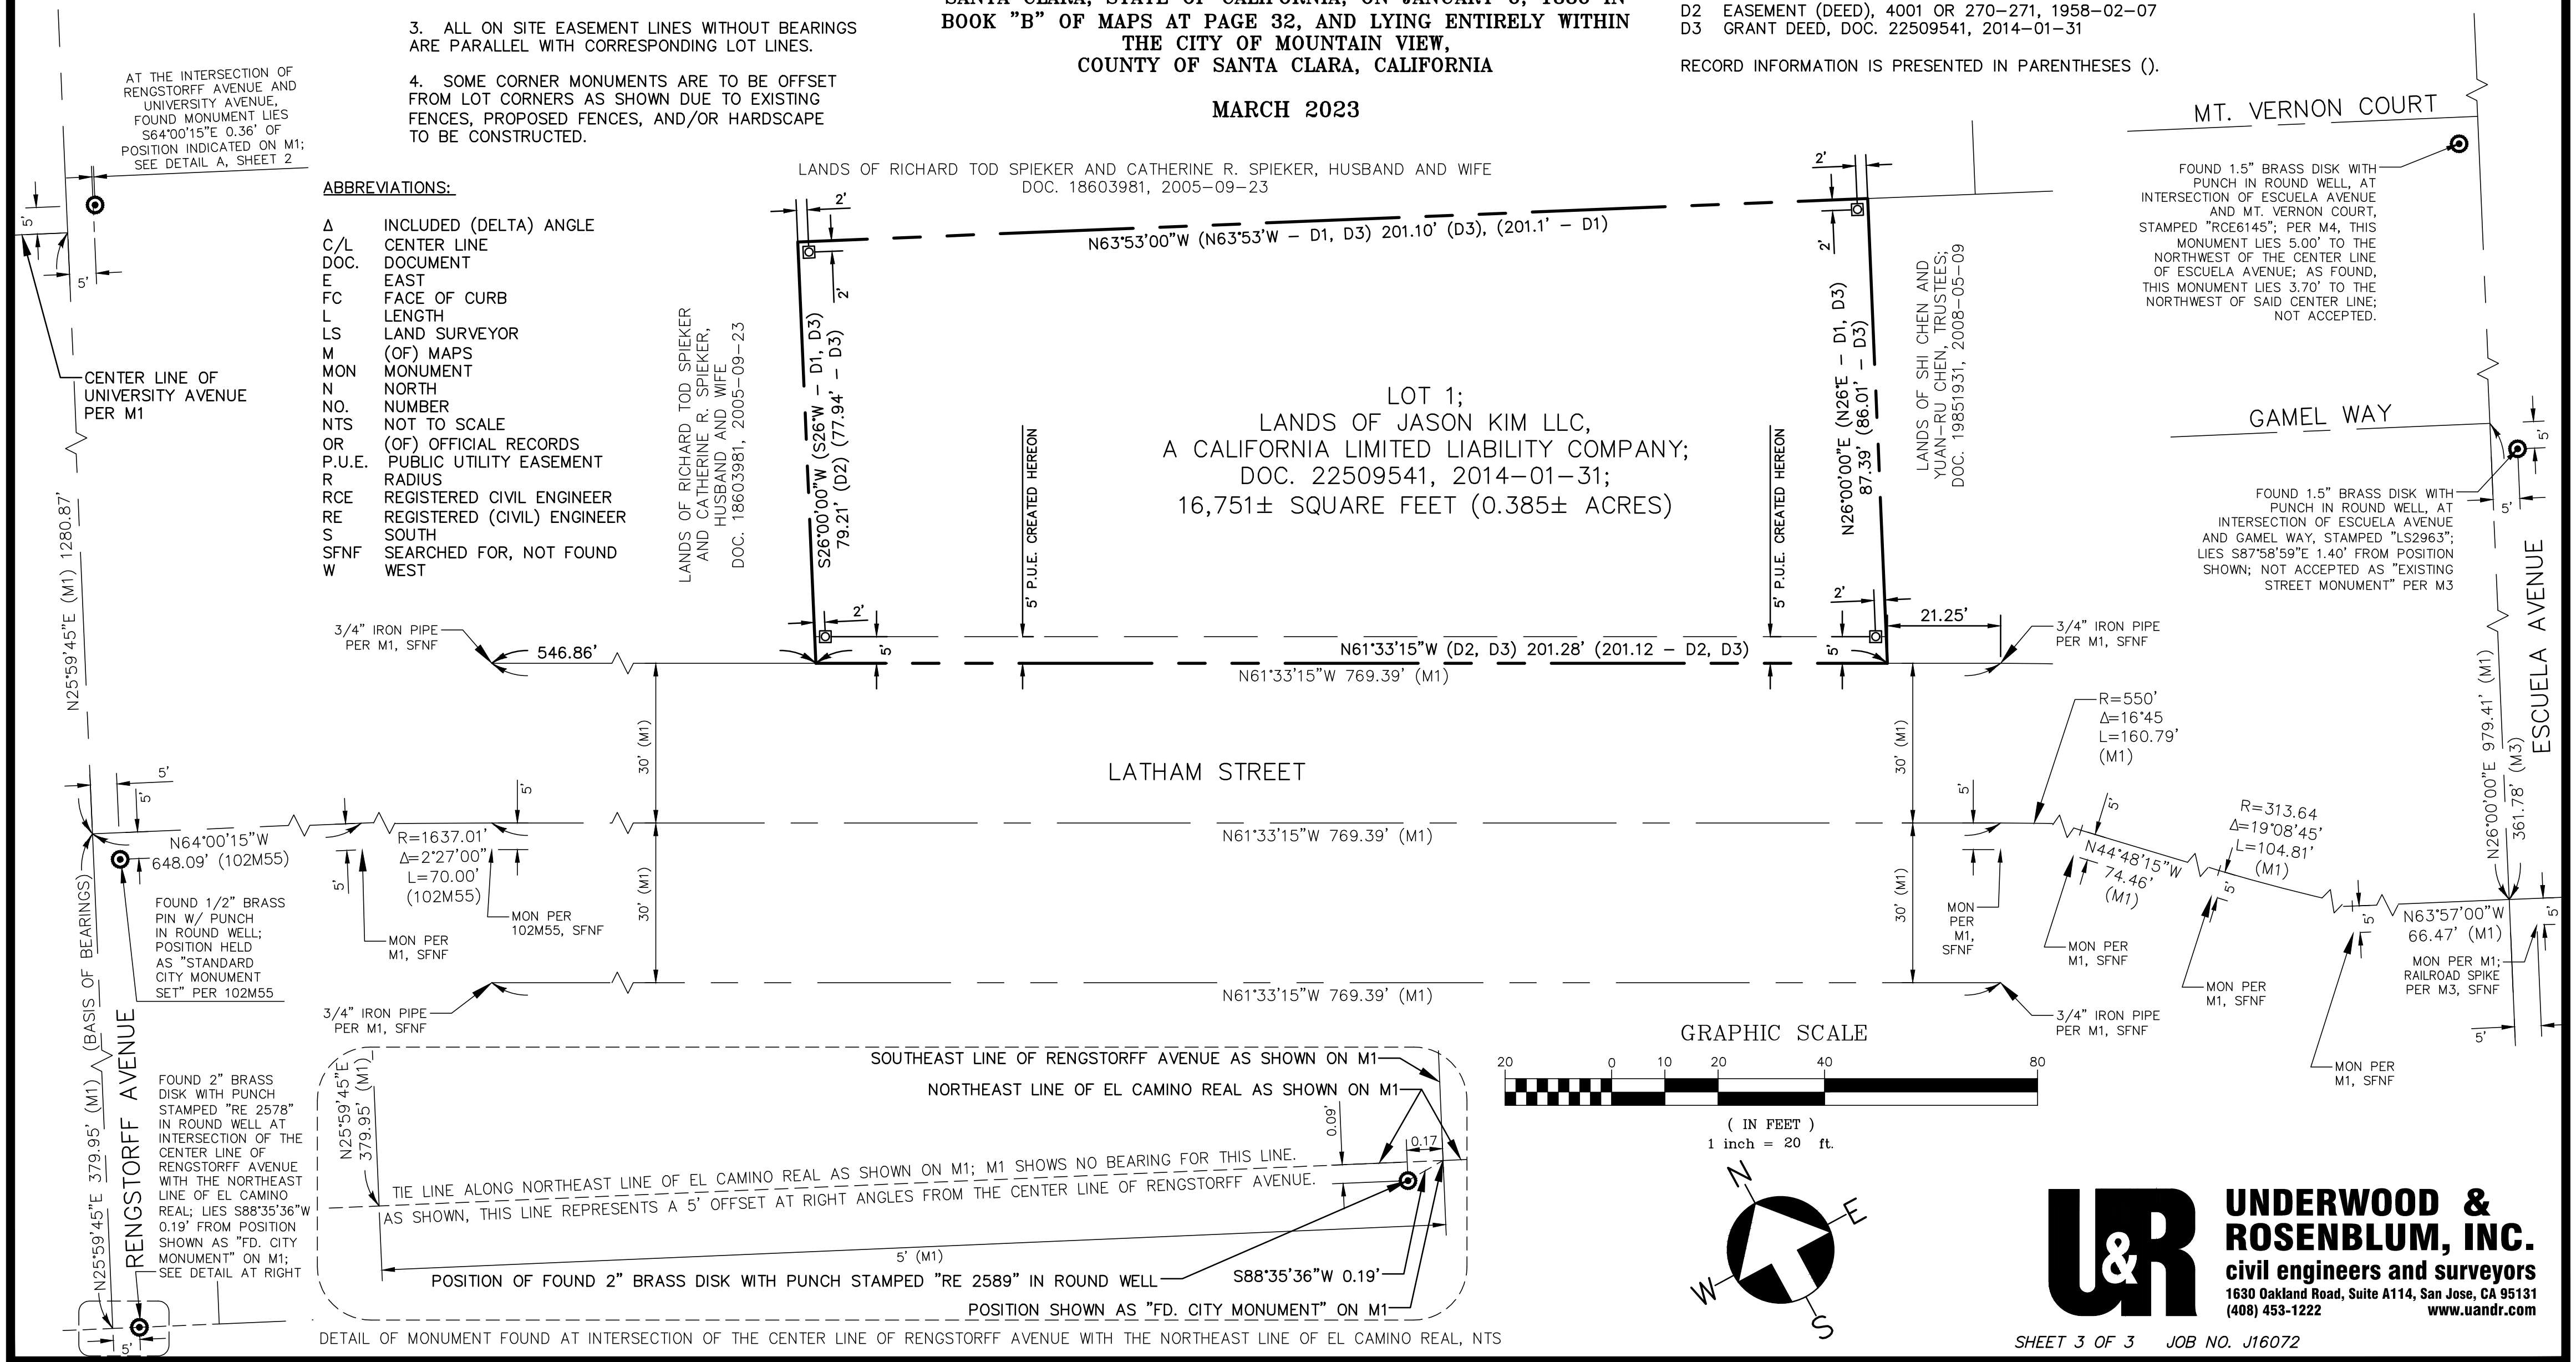 3. ALL ON SITE EASEMENT LINES WITHOUT BEARINGS
ARE PARALLEL WITH CORRESPONDING LOT LINES.
4. SOME CORNER MONUMENTS ARE TO BE OFFSET
FROM LOT CORNERS AS SHOWN DUE TO EXISTING
FENCES, PROPOSED FENCES, AND/OR HARDSCAPE
TO BE CONSTRUCTED.
BOOK "B" OF MAPS AT PAGE 32, AND LYING ENTIRELY WITHIN
THE CITY OF MOUNTAIN VIEW,
COUNTY OF SANTA CLARA, CALIFORNIA
MARCH 2023
D2 EASEMENT (DEED), 4001 OR 270-271, 1958-02-07
D3 GRANT DEED, DOC. 22509541, 2014-01-31
RECORD INFORMATION IS PRESENTED IN PARENTHESES ().
AT THE INTERSECTION OF
RENGSTORFF AVENUE AND
UNIVERSITY AVENUE,
FOUND MONUMENT LIES
S64°00'15"E 0.36' OF
POSITION INDICATED ON M1;
SEE DETAIL A, SHEET 2
5'
5'
CENTER LINE OF
UNIVERSITY AVENUE
PER M1
ABBREVIATIONS:
Δ INCLUDED (DELTA) ANGLE
C/L CENTER LINE
DOC. DOCUMENT
E EAST
FC FACE OF CURB
L LENGTH
LS LAND SURVEYOR
M (OF) MAPS
MON MONUMENT
N NORTH
NO. NUMBER
NTS NOT TO SCALE
OR (OF) OFFICIAL RECORDS
P.U.E. PUBLIC UTILITY EASEMENT
R RADIUS
RCE REGISTERED CIVIL ENGINEER
RE REGISTERED (CIVIL) ENGINEER
S SOUTH
SFNF SEARCHED FOR, NOT FOUND
W WEST
LANDS OF RICHARD TOD SPIEKER AND CATHERINE R. SPIEKER, HUSBAND AND WIFE
DOC. 18603981, 2005-09-23
2'
2'
2'
2'
N63°53'00"W (N63°53'W - D1, D3) 201.10' (D3), (201.1' - D1)
LANDS OF RICHARD TOD SPIEKER
AND CATHERINE R. SPIEKER,
HUSBAND AND WIFE
DOC. 18603981, 2005-09-23
S26°00'00"W (S26°W - D1, D3)
79.21' (D2) (77.94' - D3)
LOT 1;
LANDS OF JASON KIM LLC,
A CALIFORNIA LIMITED LIABILITY COMPANY;
DOC. 22509541, 2014-01-31;
16,751± SQUARE FEET (0.385± ACRES)
5' P.U.E. CREATED HEREON
5' P.U.E. CREATED HEREON
N26°00'00"E (N26°E - D1, D3)
87.39' (86.01' - D3)
LANDS OF SHI CHEN AND
YUAN-RU CHEN, TRUSTEES;
DOC. 19851931, 2008-05-09
MT. VERNON COURT
FOUND 1.5" BRASS DISK WITH
PUNCH IN ROUND WELL, AT
INTERSECTION OF ESCUELA AVENUE
AND MT. VERNON COURT,
STAMPED "RCE6145"; PER M4, THIS
MONUMENT LIES 5.00' TO THE
NORTHWEST OF THE CENTER LINE
OF ESCUELA AVENUE; AS FOUND,
THIS MONUMENT LIES 3.70' TO THE
NORTHWEST OF SAID CENTER LINE;
NOT ACCEPTED.
GAMEL WAY
5'
5'
FOUND 1.5" BRASS DISK WITH
PUNCH IN ROUND WELL, AT
INTERSECTION OF ESCUELA AVENUE
AND GAMEL WAY, STAMPED "LS2963";
LIES S87°58'59"E 1.40' FROM POSITION
SHOWN; NOT ACCEPTED AS "EXISTING
STREET MONUMENT" PER M3
ESCUELA AVENUE
N26°00'00"E 979.41' (M1)
361.78' (M3)
N25°59'45"E (M1) 1280.87'
3/4" IRON PIPE
PER M1, SFNF
546.86'
2'
5'
2'
5'
21.25'
3/4" IRON PIPE
PER M1, SFNF
N61°33'15"W (D2, D3) 201.28' (201.12 - D2, D3)
N61°33'15"W 769.39' (M1)
30' (M1)
30' (M1)
LATHAM STREET
R=550'
Δ=16°45
L=160.79'
(M1)
5'
5'
N64°00'15"W
648.09' (102M55)
5'
R=1637.01'
Δ=2°27'00"
L=70.00'
(102M55)
5'
N61°33'15"W 769.39' (M1)
5'
5'
N44°48'15"W
74.46'
(M1)
R=313.64
Δ=19°08'45'
L=104.81'
(M1)
5'
5'
N63°57'00"W
66.47' (M1)
5'
5'
FOUND 1/2" BRASS
PIN W/ PUNCH
IN ROUND WELL;
POSITION HELD
AS "STANDARD
CITY MONUMENT
SET" PER 102M55
MON PER
M1, SFNF
MON PER
102M55, SFNF
30' (M1)
30' (M1)
MON
PER
M1,
SFNF
MON PER
M1, SFNF
MON PER
M1, SFNF
MON PER
M1, SFNF
MON PER M1;
RAILROAD SPIKE
PER M3, SFNF
3/4" IRON PIPE
PER M1, SFNF
N61°33'15"W 769.39' (M1)
3/4" IRON PIPE
PER M1, SFNF
(BASIS OF BEARINGS)
N25°59'45"E 379.95' (M1)
RENGSTORFF AVENUE
FOUND 2" BRASS
DISK WITH PUNCH
STAMPED "RE 2578"
IN ROUND WELL AT
INTERSECTION OF THE
CENTER LINE OF
RENGSTORFF AVENUE
WITH THE NORTHEAST
LINE OF EL CAMINO
REAL; LIES S88°35'36"W
0.19' FROM POSITION
SHOWN AS "FD. CITY
MONUMENT" ON M1;
SEE DETAIL AT RIGHT
5'
N25°59'45"E
379.95' (M1)
SOUTHEAST LINE OF RENGSTORFF AVENUE AS SHOWN ON M1
NORTHEAST LINE OF EL CAMINO REAL AS SHOWN ON M1
0.09'
0.17
TIE LINE ALONG NORTHEAST LINE OF EL CAMINO REAL AS SHOWN ON M1; M1 SHOWS NO BEARING FOR THIS LINE.
AS SHOWN, THIS LINE REPRESENTS A 5' OFFSET AT RIGHT ANGLES FROM THE CENTER LINE OF RENGSTORFF AVENUE.
5' (M1)
POSITION OF FOUND 2" BRASS DISK WITH PUNCH STAMPED "RE 2589" IN ROUND WELL
S88°35'36"W 0.19'
POSITION SHOWN AS "FD. CITY MONUMENT" ON M1
DETAIL OF MONUMENT FOUND AT INTERSECTION OF THE CENTER LINE OF RENGSTORFF AVENUE WITH THE NORTHEAST LINE OF EL CAMINO REAL, NTS
GRAPHIC SCALE
20 0 10 20 40 80
( IN FEET )
1 inch = 20 ft.
N
E
W
S
U&R
UNDERWOOD &
ROSENBLUM, INC.
civil engineers and surveyors
1630 Oakland Road, Suite A114, San Jose, CA 95131
(408) 453-1222 www.uandr.com
SHEET 3 OF 3 JOB NO. J16072